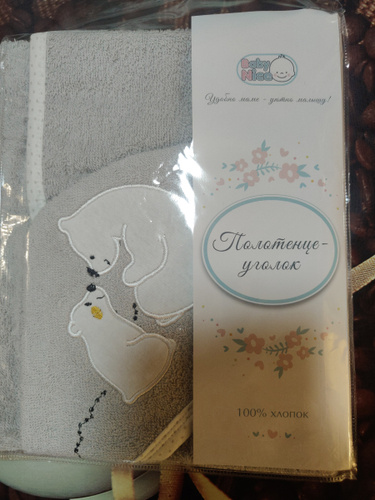 Baby
Nice
Удобно маме - уютно малышу!
Полотенце-
уголок
100% хлопок